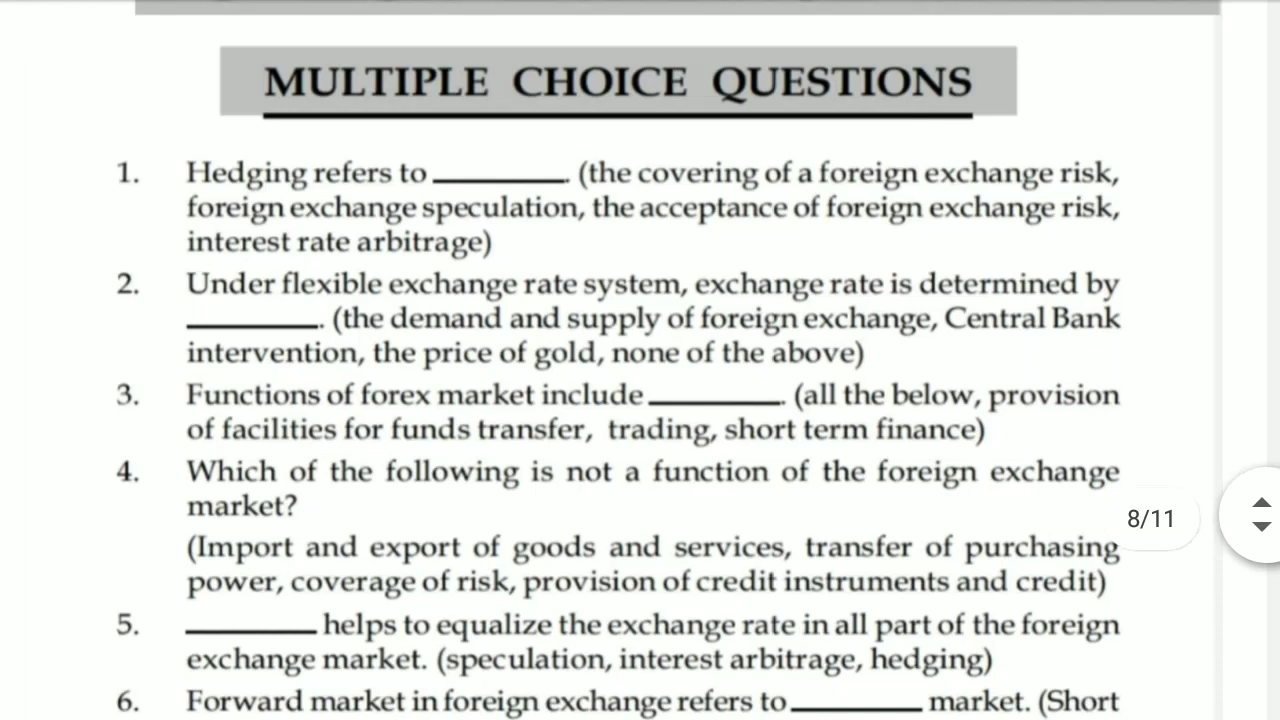 MULTIPLE CHOICE QUESTIONS
1. Hedging refers to ________. (the covering of a foreign exchange risk,
foreign exchange speculation, the acceptance of foreign exchange risk,
interest rate arbitrage)
2. Under flexible exchange rate system, exchange rate is determined by
________. (the demand and supply of foreign exchange, Central Bank
intervention, the price of gold, none of the above)
3. Functions of forex market include ________. (all the below, provision
of facilities for funds transfer, trading, short term finance)
4. Which of the following is not a function of the foreign exchange
market?
8/11
(Import and export of goods and services, transfer of purchasing
power, coverage of risk, provision of credit instruments and credit)
5. ________ helps to equalize the exchange rate in all part of the foreign
exchange market. (speculation, interest arbitrage, hedging)
6. Forward market in foreign exchange refers to ________ market. (Short